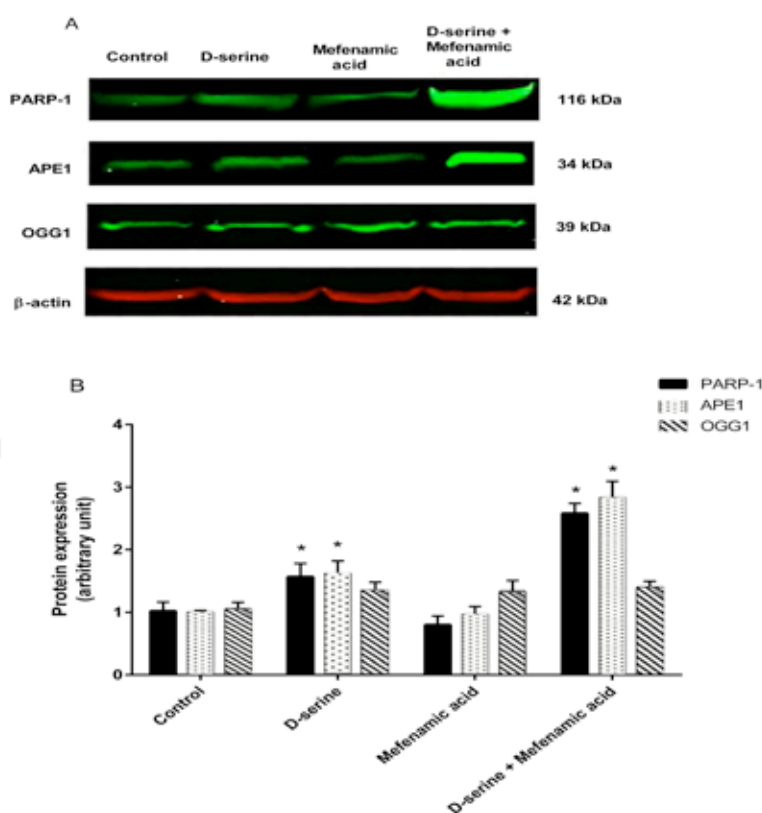 A
Control
D-serine
Mefenamic
acid
D-serine +
Mefenamic
acid
PARP-1
116 kDa
APE1
34 kDa
OGG1
39 kDa
β-actin
42 kDa
B
PARP-1
APE1
OGG1
Protein expression
(arbitrary unit)
4
3
2
1
0
* *
* *
Control
D-serine
Mefenamic acid
D-serine + Mefenamic acid